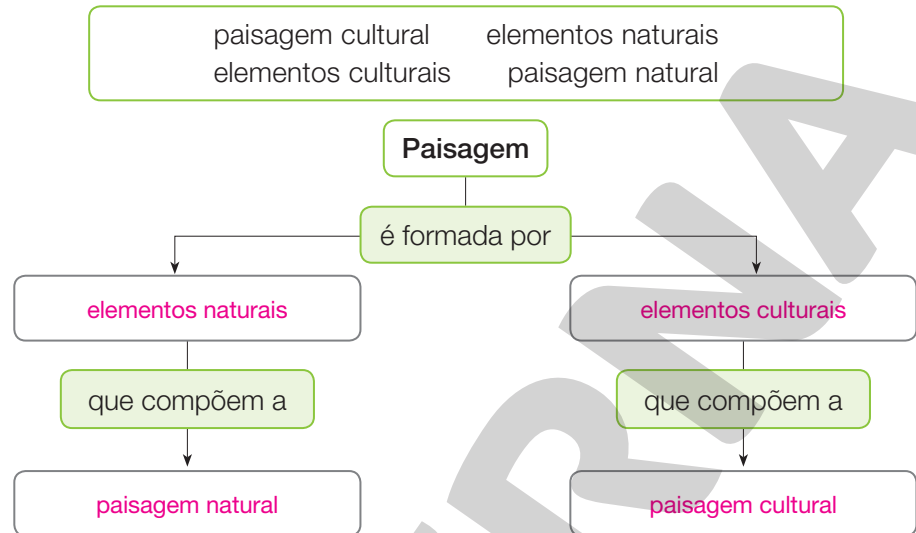 paisagem cultural elementos naturais
elementos culturais paisagem natural
Paisagem
é formada por
elementos naturais elementos culturais
que compõem a que compõem a
paisagem natural paisagem cultural